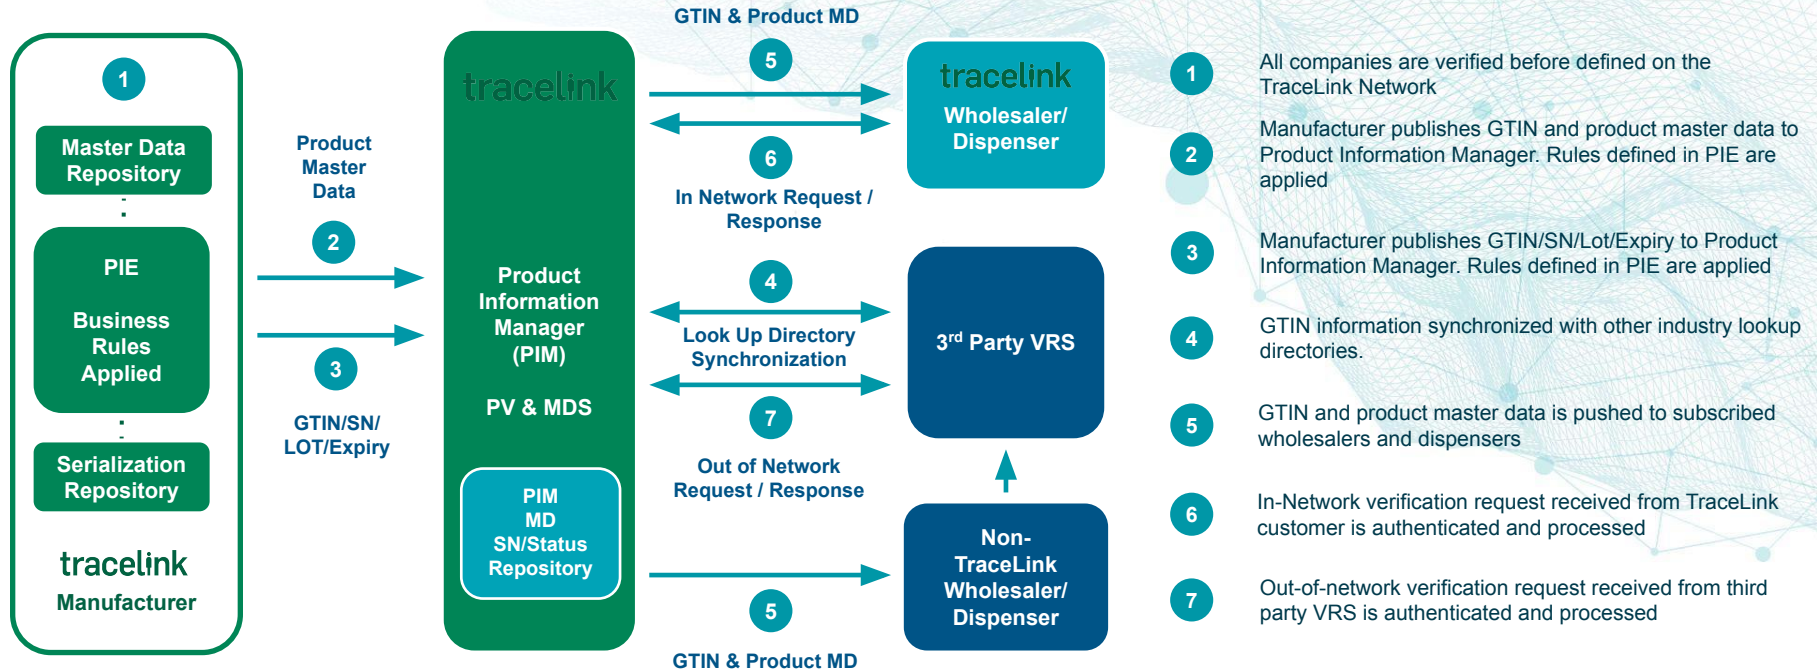 1
Master Data
Repository
PIE
Business
Rules
Applied
Serialization
Repository
tracelink
Manufacturer
Product
Master
Data
2
3
GTIN/SN/
LOT/Expiry
tracelink
Product
Information
Manager
(PIM)
PV & MDS
PIM
MD
SN/Status
Repository
GTIN & Product MD
5
6
In Network Request /
Response
4
Look Up Directory
Synchronization
7
Out of Network
Request / Response
5
GTIN & Product MD
tracelink
Wholesaler/
Dispenser
3rd Party VRS
Non-
TraceLink
Wholesaler/
Dispenser
1
All companies are verified before defined on the
TraceLink Network
2
Manufacturer publishes GTIN and product master data to
Product Information Manager. Rules defined in PIE are
applied
3
Manufacturer publishes GTIN/SN/Lot/Expiry to Product
Information Manager. Rules defined in PIE are applied
4
GTIN information synchronized with other industry lookup
directories.
5
GTIN and product master data is pushed to subscribed
wholesalers and dispensers
6
In-Network verification request received from TraceLink
customer is authenticated and processed
7
Out-of-network verification request received from third
party VRS is authenticated and processed